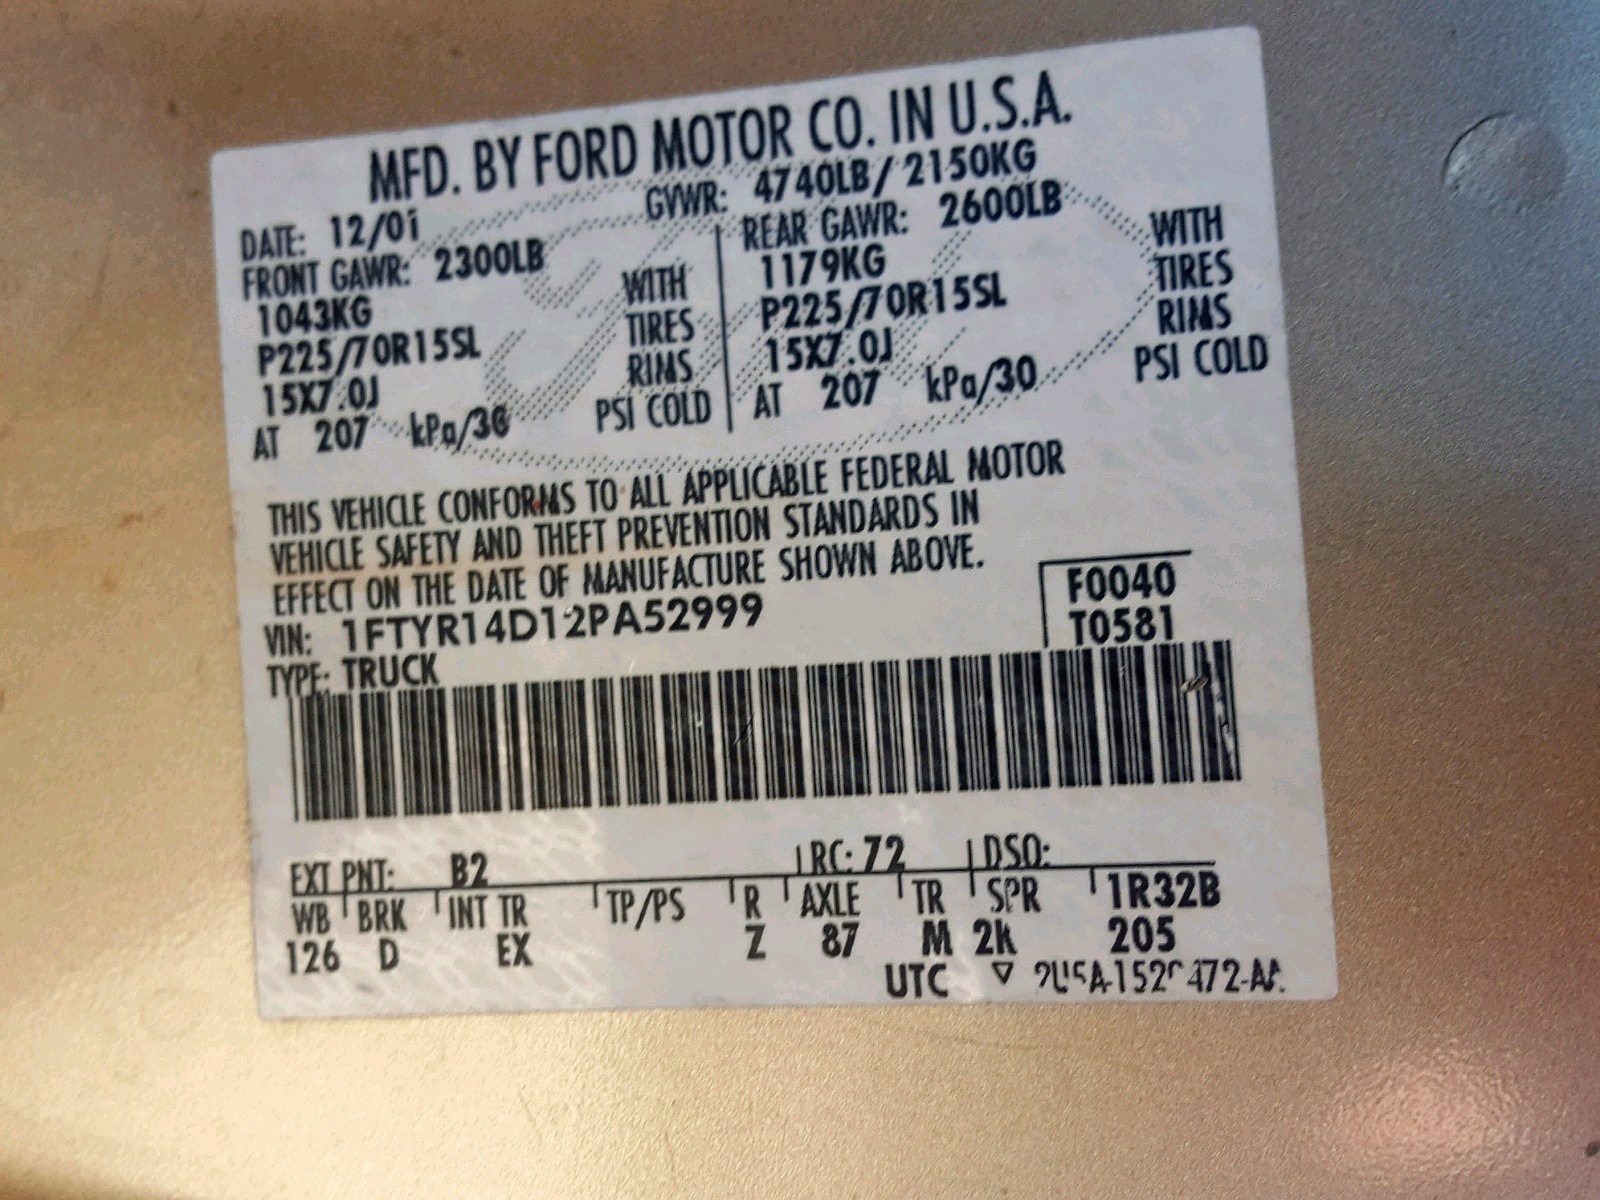 MFD. BY FORD MOTOR CO. IN U.S.A.
DATE: 12/01 GVWR: 4740LB / 2150KG
FRONT GAWR: 2300LB
1043KG WITH
P225/70R15SL TIRES
15X7.0J RIMS
AT 207 kPa/30 PSI COLD
REAR GAWR: 2600LB
1179KG WITH
P225/70R15SL TIRES
15X7.0J RIMS
AT 207 kPa/30 PSI COLD
THIS VEHICLE CONFORMS TO ALL APPLICABLE FEDERAL MOTOR
VEHICLE SAFETY AND THEFT PREVENTION STANDARDS IN
EFFECT ON THE DATE OF MANUFACTURE SHOWN ABOVE.
VIN: 1FTYR14D12PA52999
TYPE: TRUCK
F0040
T0581
EXT PNT: B2 RC: 72 DSO:
WB BRK INT TR TP/PS R AXLE TR SPR 1R32B
126 D EX Z 87 M 2K 205
UTC